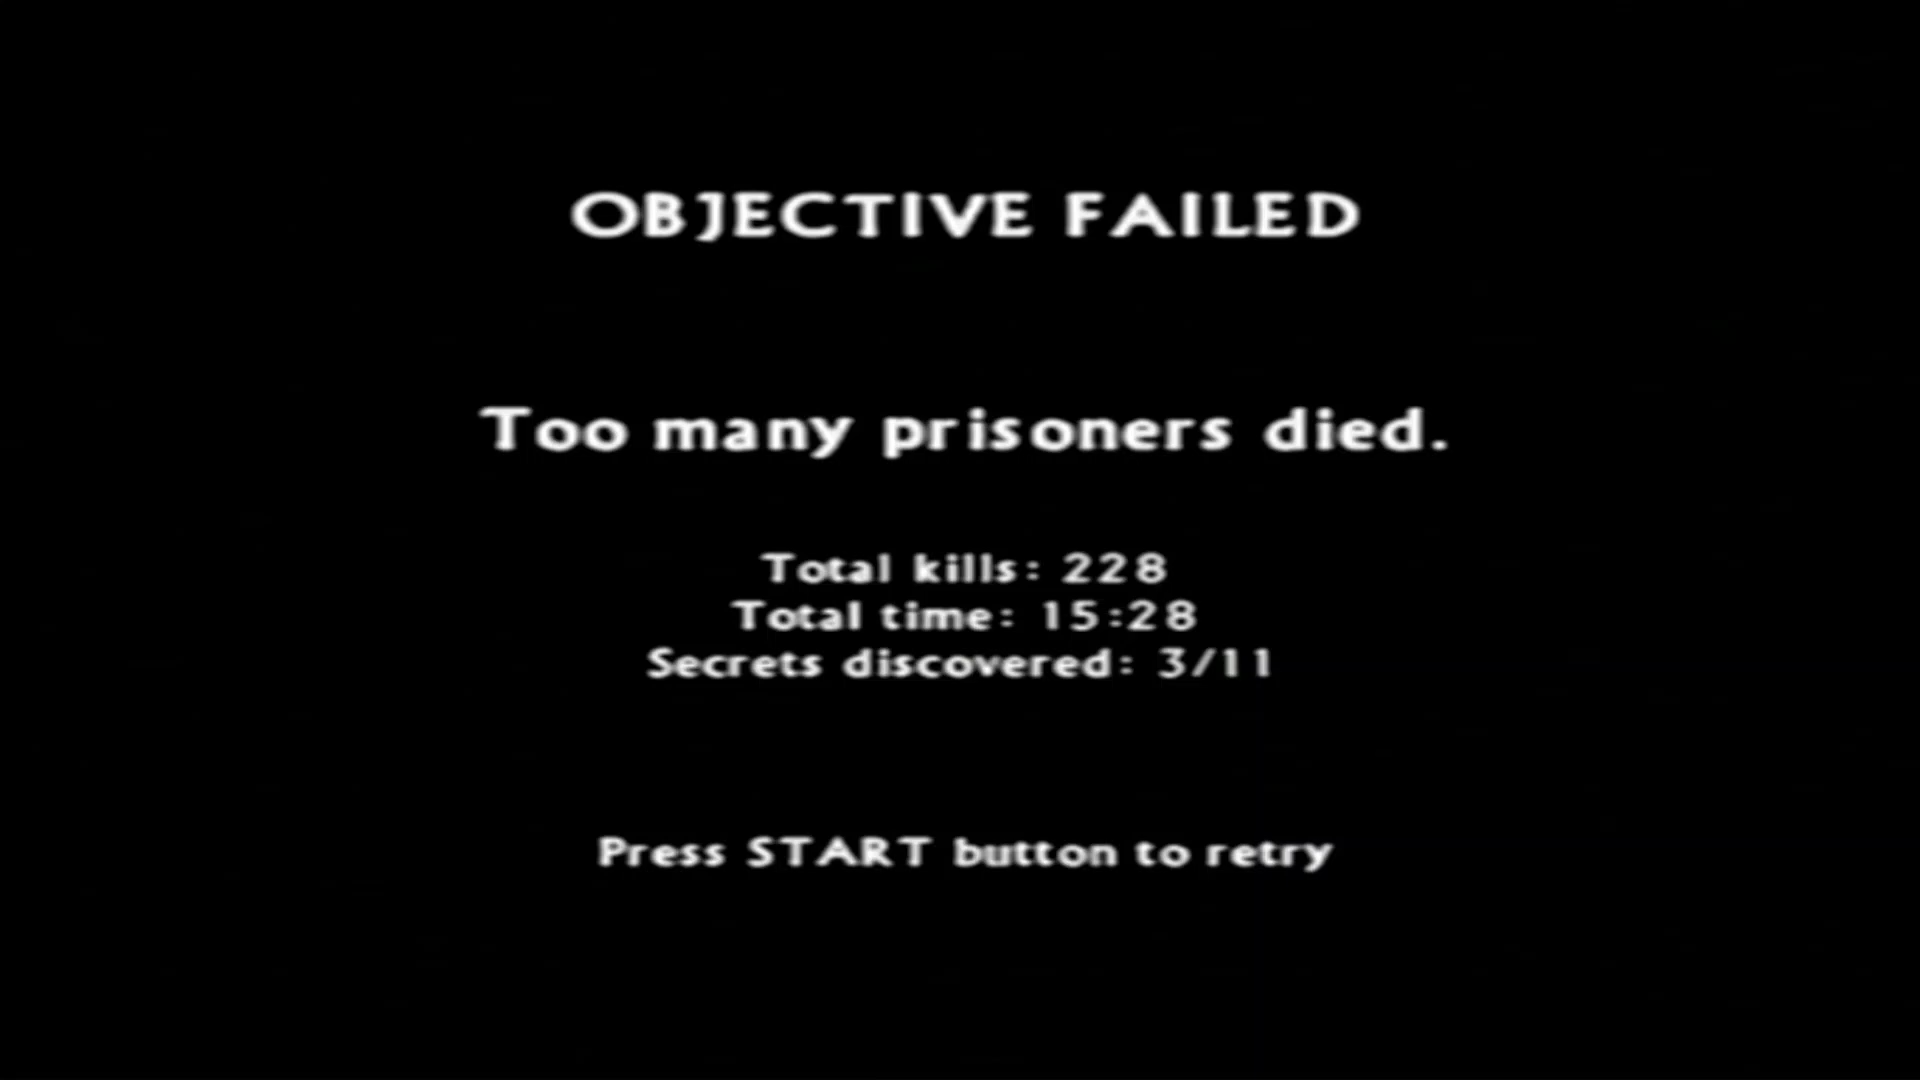 OBJECTIVE FAILED
Too many prisoners died.
Total kills: 228
Total time: 15:28
Secrets discovered: 3/11
Press START button to retry